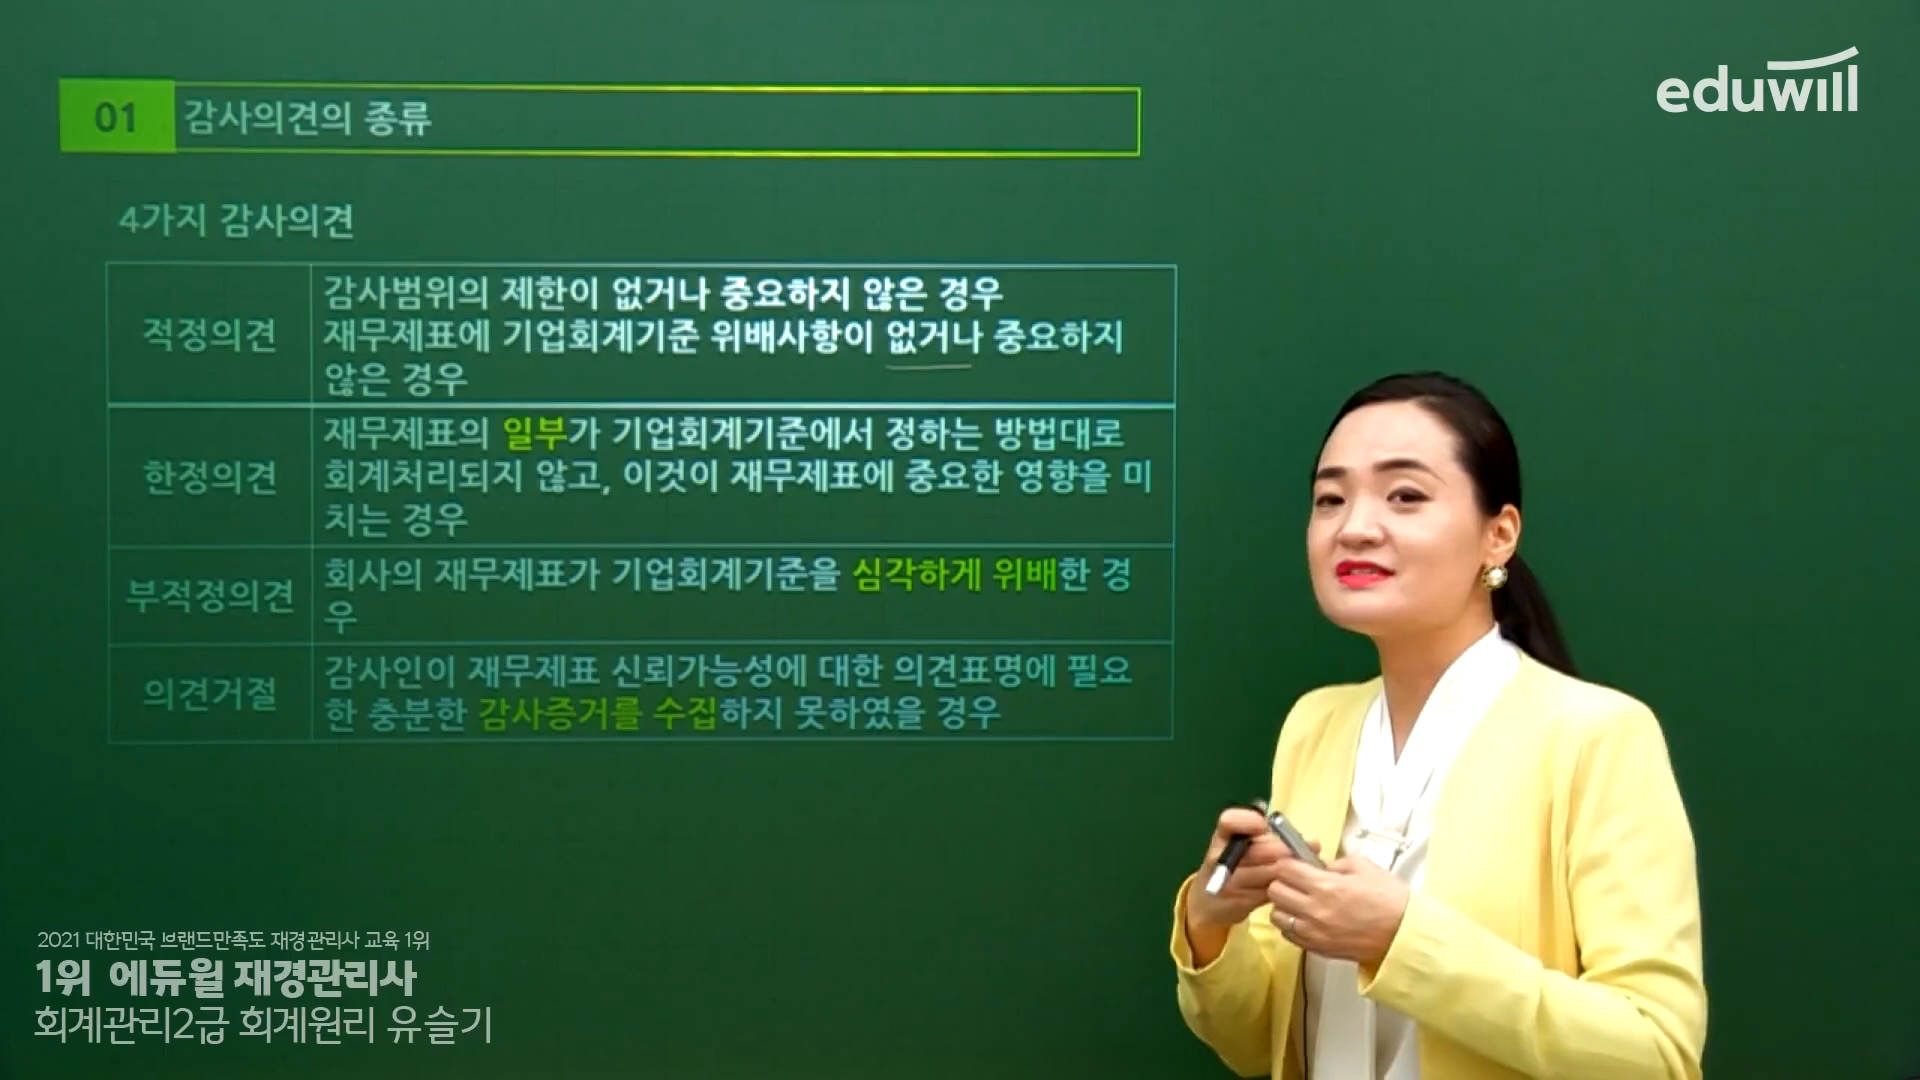 eduwill
01 감사의견의 종류
4가지 감사의견
적정의견
감사범위의 제한이 없거나 중요하지 않은 경우
재무제표에 기업회계기준 위배사항이 없거나 중요하지
않은 경우
한정의견
재무제표의 일부가 기업회계기준에서 정하는 방법대로
회계처리되지 않고, 이것이 재무제표에 중요한 영향을 미
치는 경우
부적정의견
회사의 재무제표가 기업회계기준을 심각하게 위배한 경
우
의견거절
감사인이 재무제표 신뢰가능성에 대한 의견표명에 필요
한 충분한 감사증거를 수집하지 못하였을 경우
2021 대한민국 브랜드만족도 재경관리사 교육 1위
1위 에듀윌 재경관리사
회계관리2급 회계원리 유슬기